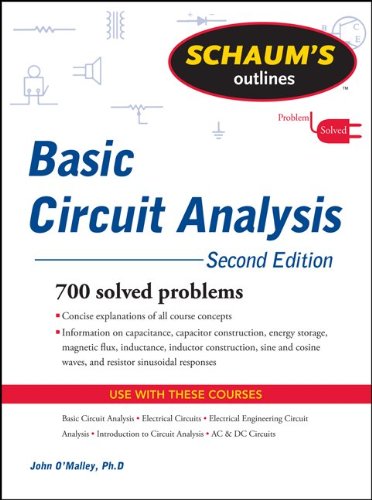 SCHAUM'S
outlines
™
Problem
Solved
Basic
Circuit Analysis
Second Edition
700 solved problems
• Concise explanations of all course concepts
• Information on capacitance, capacitor construction, energy storage,
magnetic flux, inductance, inductor construction, sine and cosine
waves, and resistor sinusoidal responses
USE WITH THESE COURSES
Basic Circuit Analysis • Electrical Circuits • Electrical Engineering Circuit
Analysis • Introduction to Circuit Analysis • AC & DC Circuits
John O'Malley, Ph.D